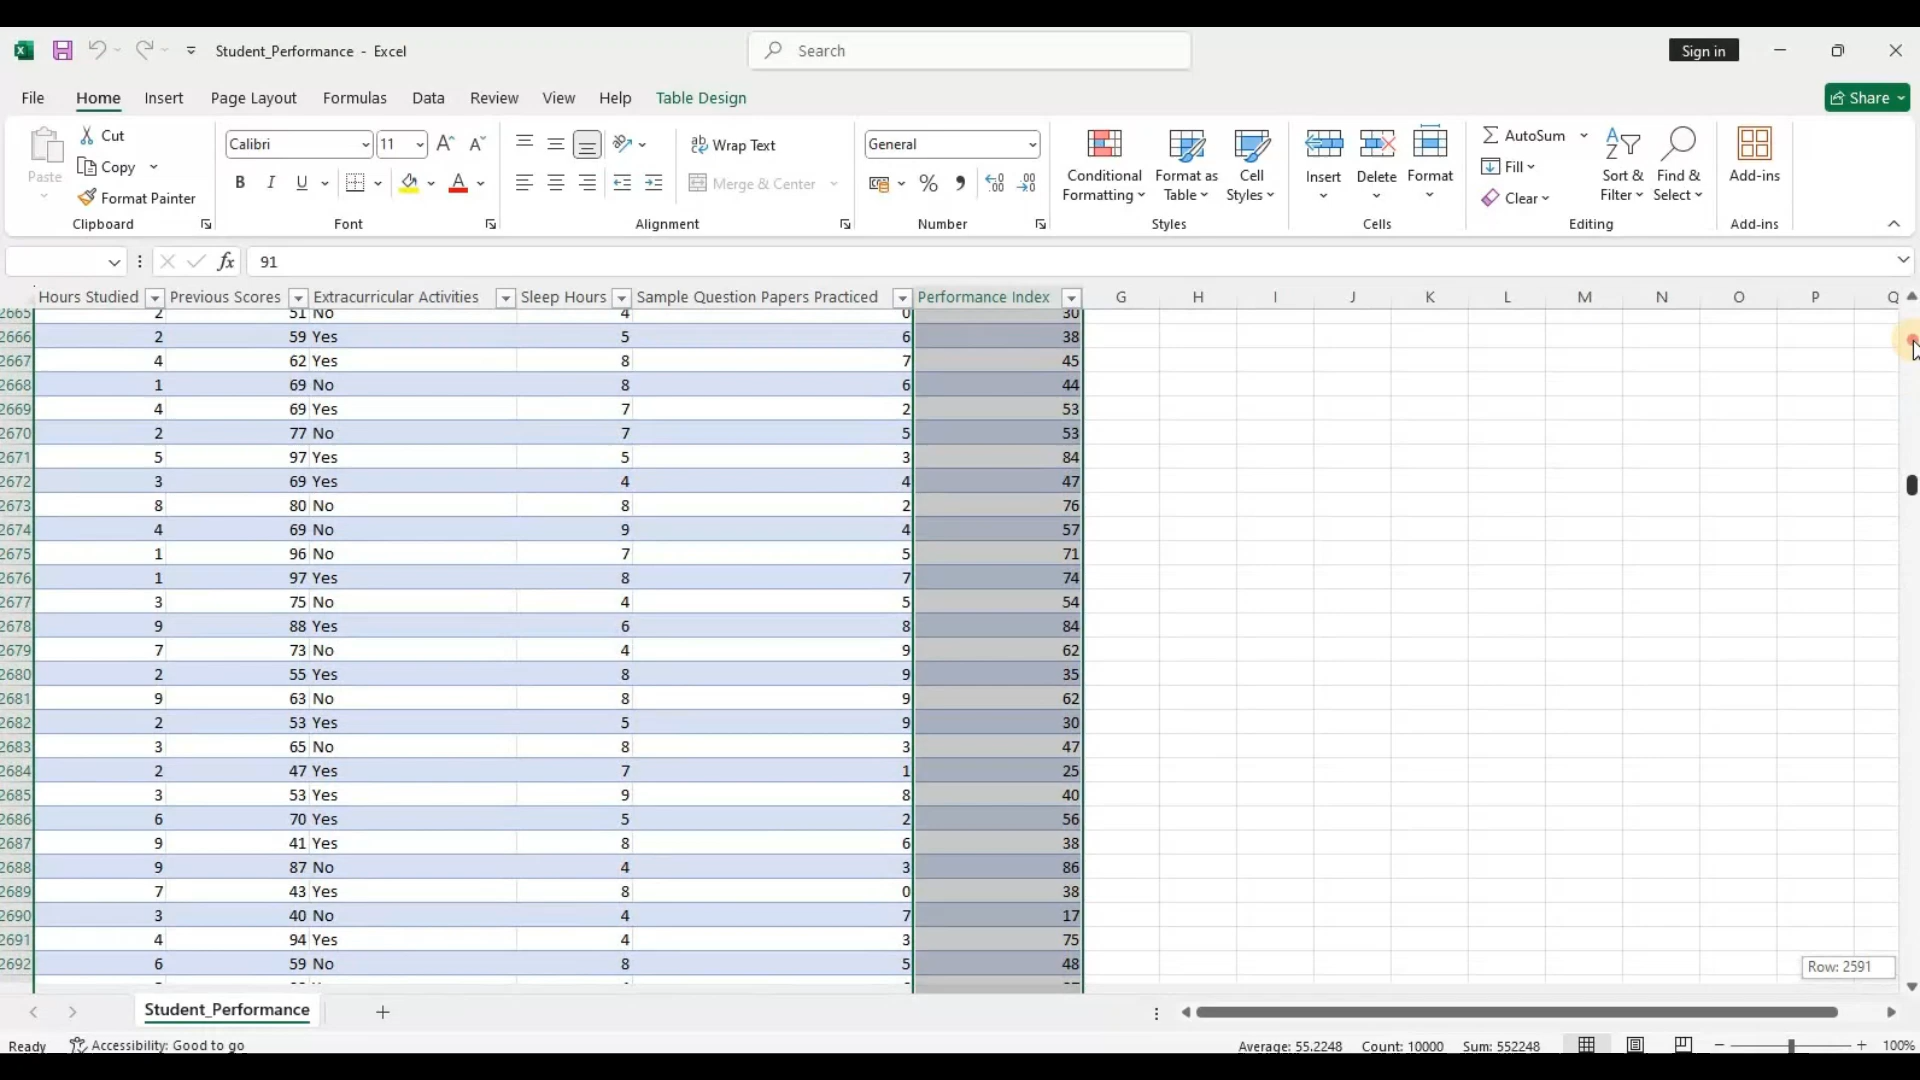 Student_Performance - Excel
Search
Sign in
File Home Insert Page Layout Formulas Data Review View Help Table Design
Share
Paste
Cut
Copy
Format Painter
Clipboard
Calibri 11
B I U
Font
Wrap Text
Merge & Center
Alignment
General
Number
Conditional Formatting
Format as Table
Cell Styles
Styles
Insert
Delete
Format
Cells
AutoSum
Fill
Clear
Sort & Filter
Find & Select
Editing
Add-ins
Add-ins
fx 91
Hours Studied Previous Scores Extracurricular Activities Sleep Hours Sample Question Papers Practiced Performance Index G H I J K L M N O P Q
2665 2 51 No 4 0 30
2666 2 59 Yes 5 6 38
2667 4 62 Yes 8 7 45
2668 1 69 No 8 6 44
2669 4 69 Yes 7 2 53
2670 2 77 No 7 5 53
2671 5 97 Yes 5 3 84
2672 3 69 Yes 4 4 47
2673 8 80 No 8 2 76
2674 4 69 No 9 4 57
2675 1 96 No 7 5 71
2676 1 97 Yes 8 7 74
2677 3 75 No 4 5 54
2678 9 88 Yes 6 8 84
2679 7 73 No 4 9 62
2680 2 55 Yes 8 9 35
2681 9 63 No 8 9 62
2682 2 53 Yes 5 9 30
2683 3 65 No 8 3 47
2684 2 47 Yes 7 1 25
2685 3 53 Yes 9 8 40
2686 6 70 Yes 5 2 56
2687 9 41 Yes 8 6 38
2688 9 87 No 4 3 86
2689 7 43 Yes 8 0 38
2690 3 40 No 4 7 17
2691 4 94 Yes 4 3 75
2692 6 59 No 8 5 48
Row: 2591
Student_Performance
Ready Accessibility: Good to go Average: 55.2248 Count: 10000 Sum: 552248 100%